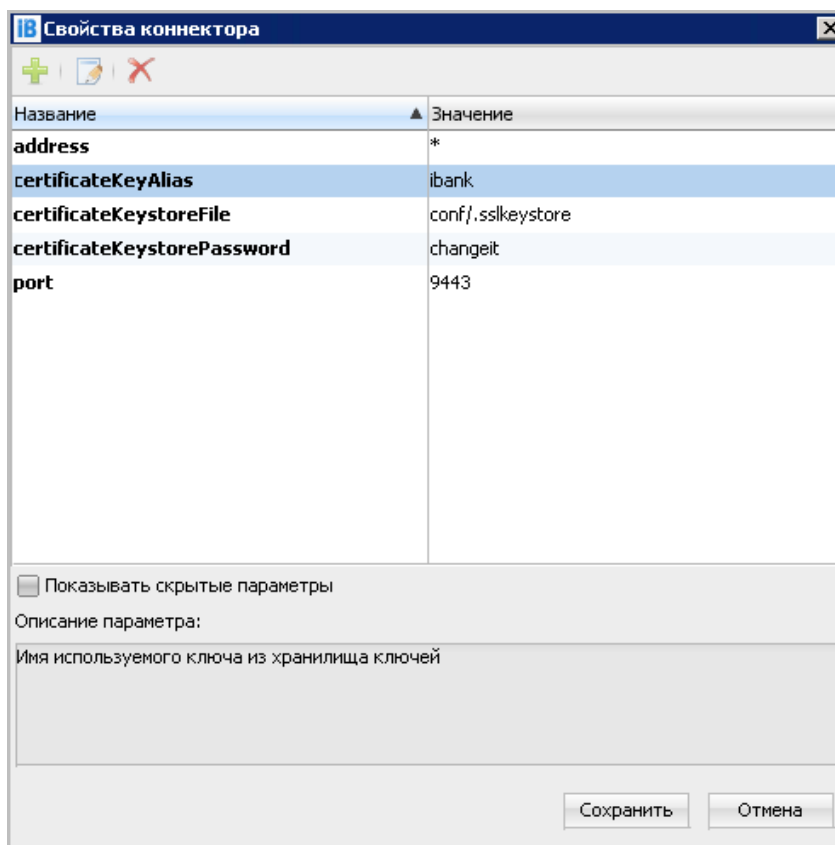 iB Свойства коннектора
Название Значение
address *
certificateKeyAlias ibank
certificateKeystoreFile conf/.sslkeystore
certificateKeystorePassword changeit
port 9443
Показывать скрытые параметры
Описание параметра:
Имя используемого ключа из хранилища ключей
Сохранить Отмена